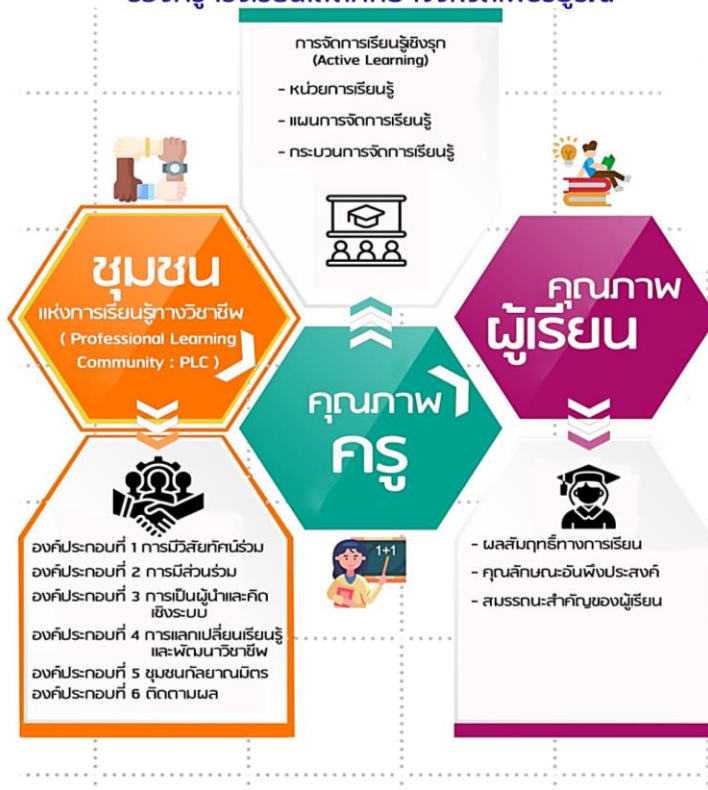 การจัดการเรียนรู้เชิงรุก
(Active Learning)
- หน่วยการเรียนรู้
- แผนการจัดการเรียนรู้
- กระบวนการจัดการเรียนรู้
ชุมชน
แห่งการเรียนรู้ทางวิชาชีพ
( Professional Learning
Community : PLC )
คุณภาพ
ครู
คุณภาพ
ผู้เรียน
องค์ประกอบที่ 1 การมีวิสัยทัศน์ร่วม
องค์ประกอบที่ 2 การมีส่วนร่วม
องค์ประกอบที่ 3 การเป็นผู้นำและคิด
เชิงระบบ
องค์ประกอบที่ 4 การแลกเปลี่ยนเรียนรู้
และพัฒนาวิชาชีพ
องค์ประกอบที่ 5 ชุมชนกัลยาณมิตร
องค์ประกอบที่ 6 ติดตามผล
1+1
- ผลสัมฤทธิ์ทางการเรียน
- คุณลักษณะอันพึงประสงค์
- สมรรถนะสำคัญของผู้เรียน